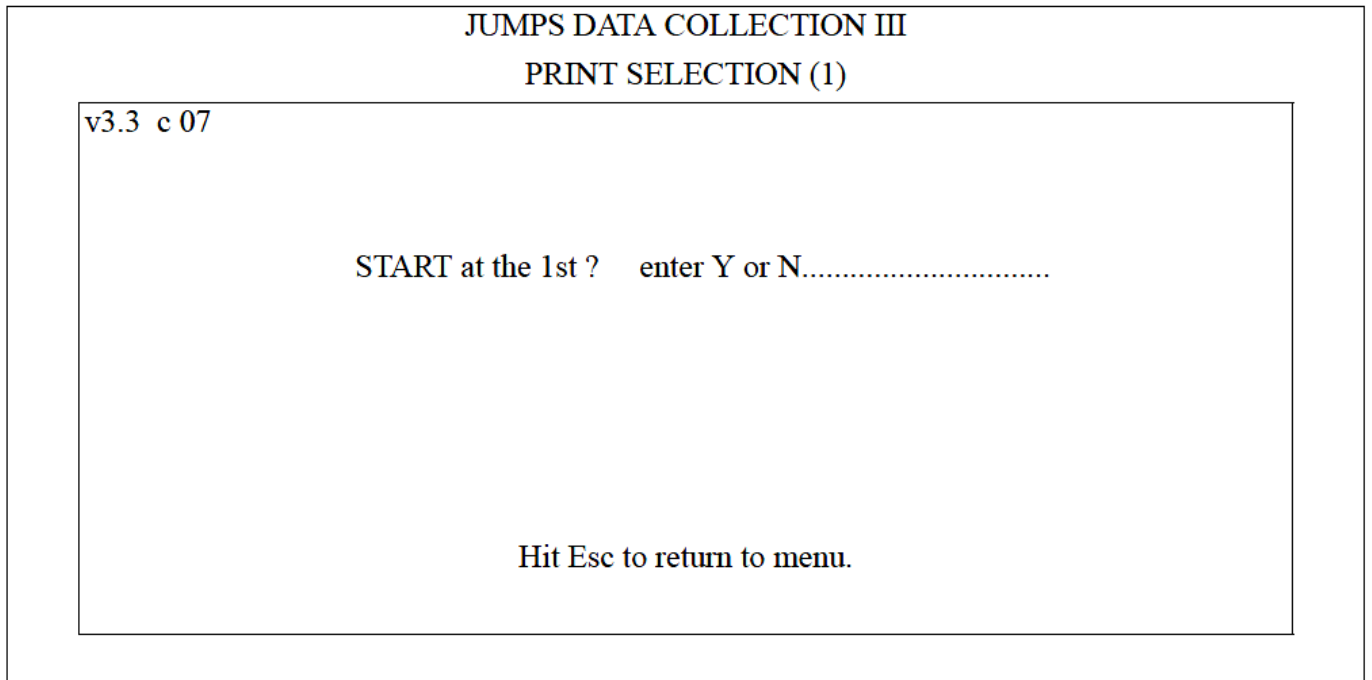 JUMPS DATA COLLECTION III
PRINT SELECTION (1)
v3.3 c 07
START at the 1st ? enter Y or N...............................
Hit Esc to return to menu.